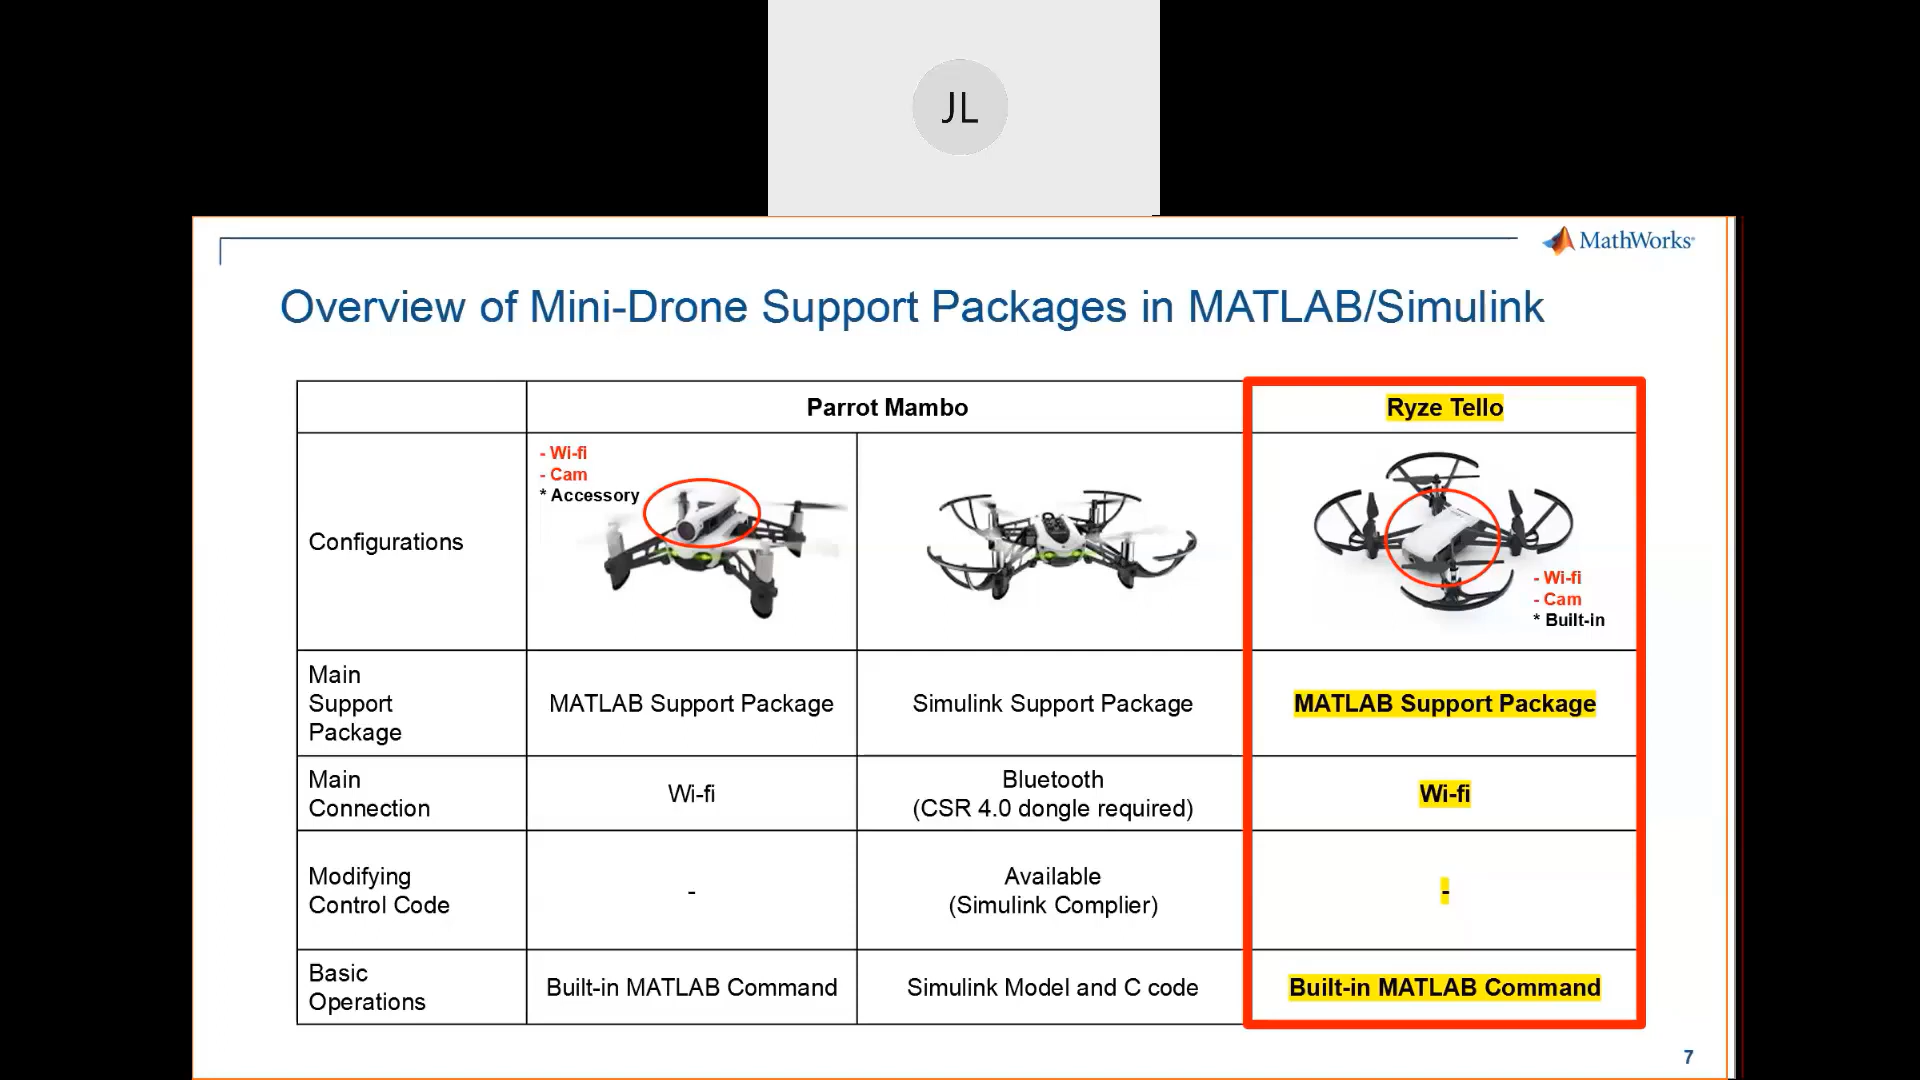 JL
MathWorks
Overview of Mini-Drone Support Packages in MATLAB/Simulink
Parrot Mambo
Ryze Tello
Configurations
- Wi-fi
- Cam
* Accessory
- Wi-fi
- Cam
* Built-in
Main
Support
Package
MATLAB Support Package
Simulink Support Package
MATLAB Support Package
Main
Connection
Wi-fi
Bluetooth
(CSR 4.0 dongle required)
Wi-fi
Modifying
Control Code
-
Available
(Simulink Complier)
-
Basic
Operations
Built-in MATLAB Command
Simulink Model and C code
Built-in MATLAB Command
7